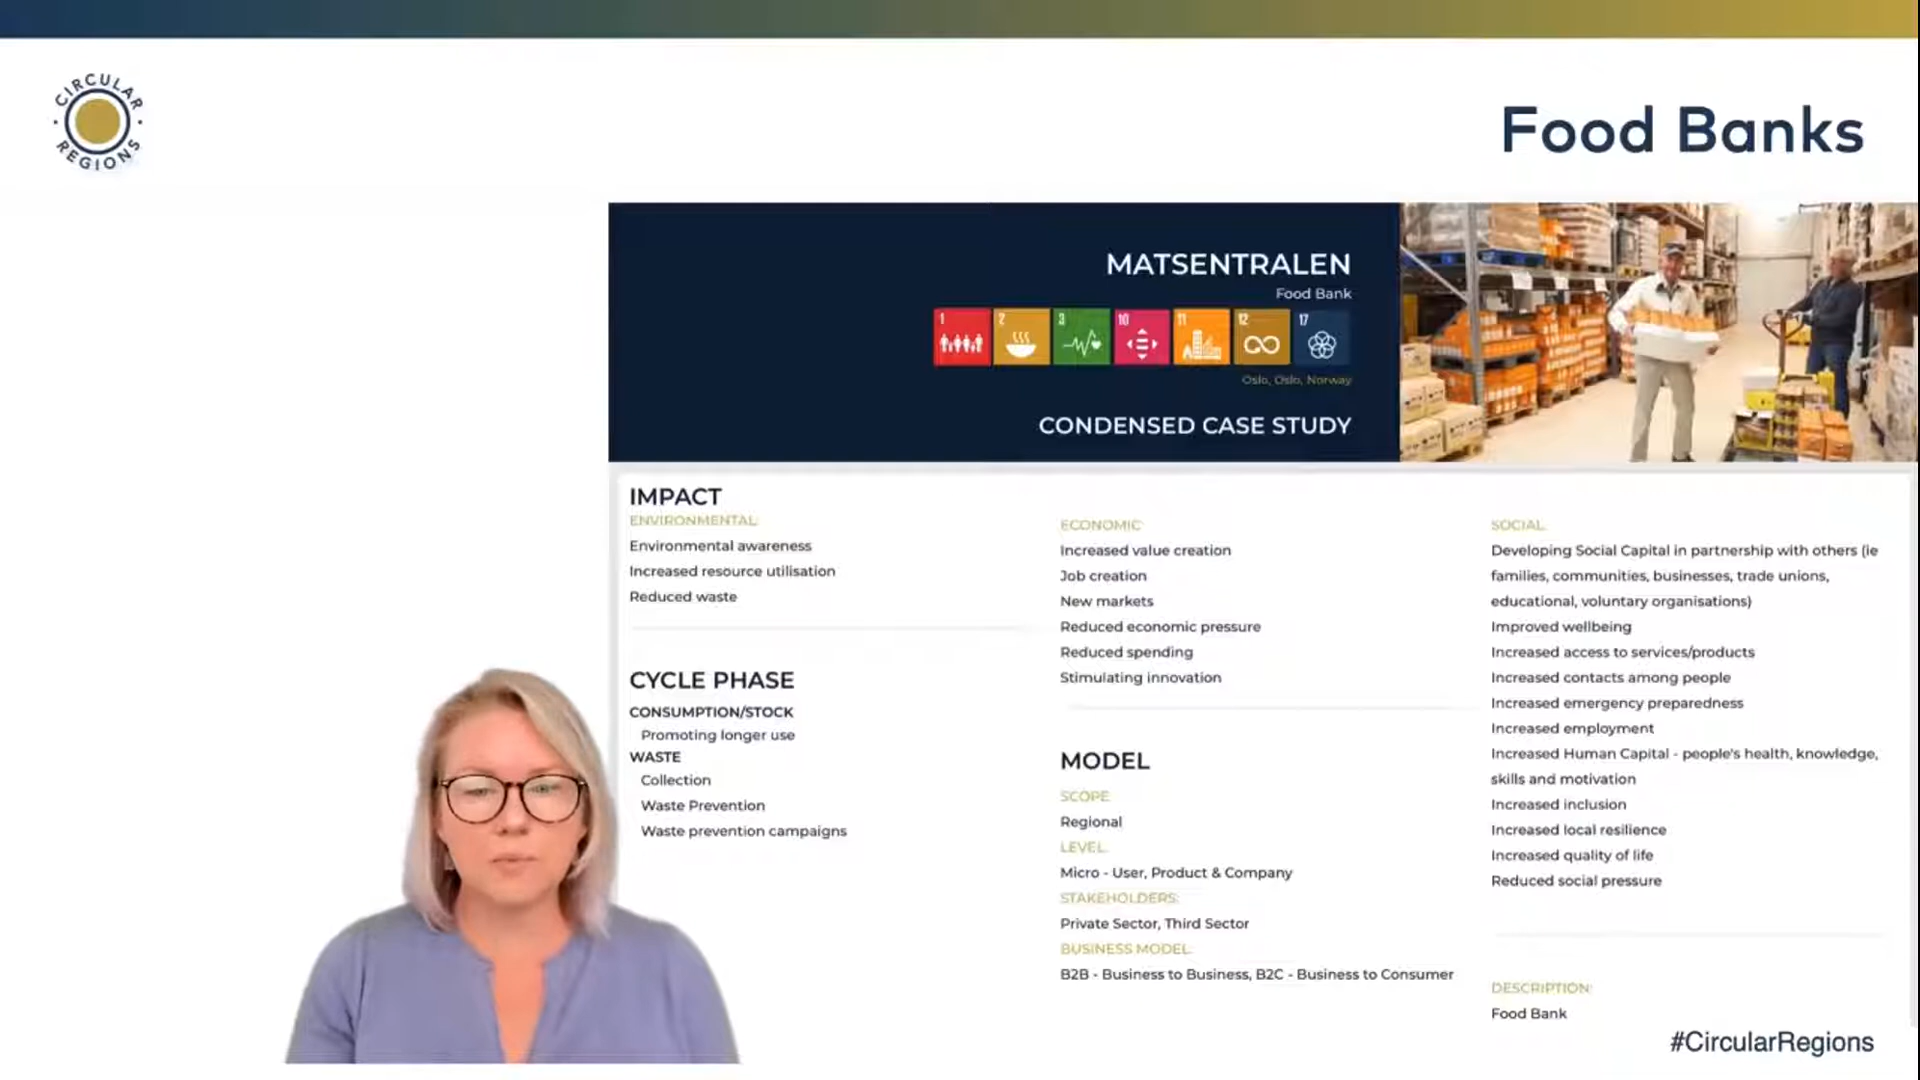 CIRCULAR
REGIONS
Food Banks
MATSENTRALEN
Food Bank
1 2 3 10 11 12 17
Oslo, Oslo, Norway
CONDENSED CASE STUDY
IMPACT
ENVIRONMENTAL:
Environmental awareness
Increased resource utilisation
Reduced waste
CYCLE PHASE
CONSUMPTION/STOCK
Promoting longer use
WASTE
Collection
Waste Prevention
Waste prevention campaigns
ECONOMIC:
Increased value creation
Job creation
New markets
Reduced economic pressure
Reduced spending
Stimulating innovation
MODEL
SCOPE:
Regional
LEVEL:
Micro - User, Product & Company
STAKEHOLDERS:
Private Sector, Third Sector
BUSINESS MODEL:
B2B - Business to Business, B2C - Business to Consumer
SOCIAL:
Developing Social Capital in partnership with others (ie
families, communities, businesses, trade unions,
educational, voluntary organisations)
Improved wellbeing
Increased access to services/products
Increased contacts among people
Increased emergency preparedness
Increased employment
Increased Human Capital - people's health, knowledge,
skills and motivation
Increased inclusion
Increased local resilience
Increased quality of life
Reduced social pressure
DESCRIPTION:
Food Bank
#CircularRegions